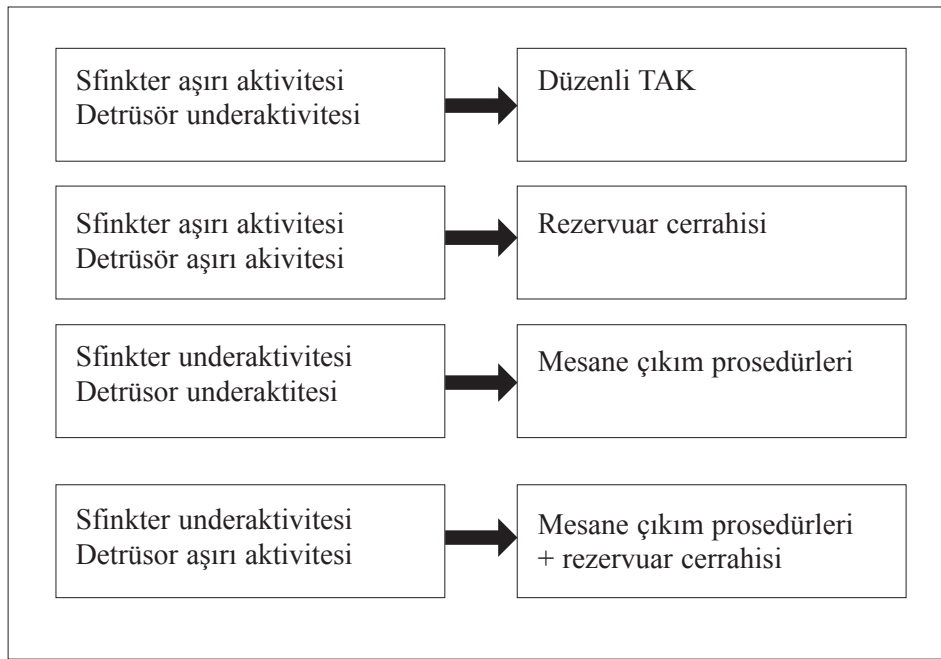 Sfinkter aşırı aktivitesi
Detrüsör underaktivitesi
Düzenli TAK
Sfinkter aşırı aktivitesi
Detrüsör aşırı akivitesi
Rezervuar cerrahisi
Sfinkter underaktivitesi
Detrüsor underaktitesi
Mesane çıkım prosedürleri
Sfinkter underaktivitesi
Detrüsor aşırı aktivitesi
Mesane çıkım prosedürleri
+ rezervuar cerrahisi